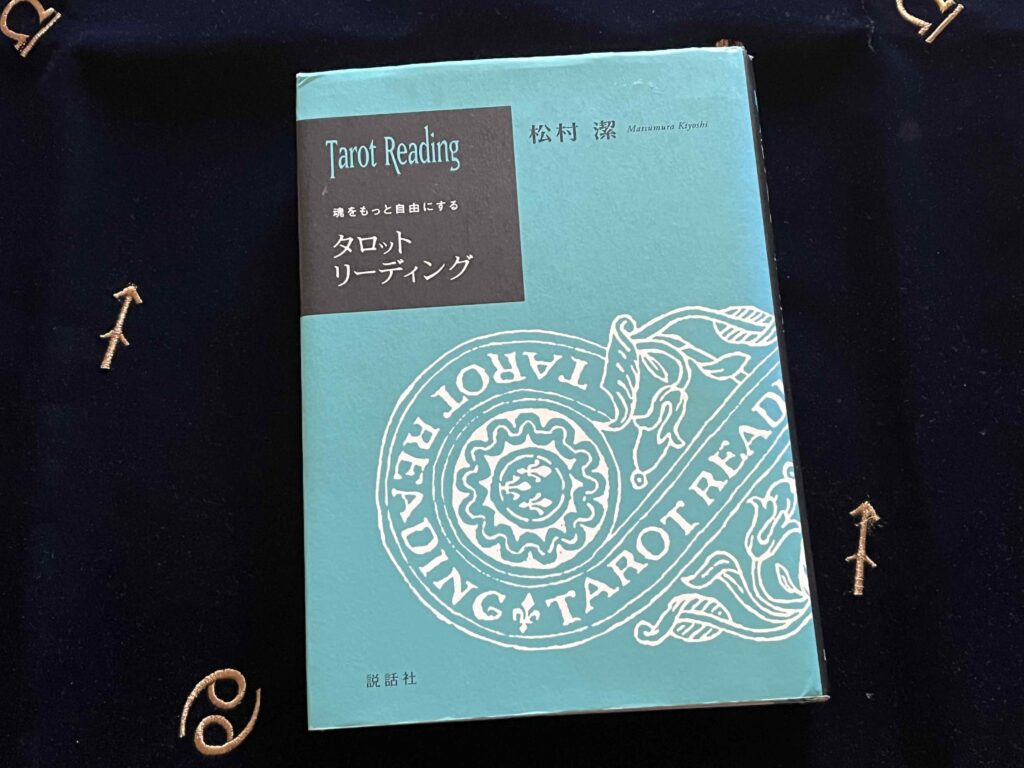 Tarot Reading
魂をもっと自由にする
タロット
リーディング
松村 潔 Matsumura Kiyoshi
TAROT READING ⚜ TAROT READ
説話社